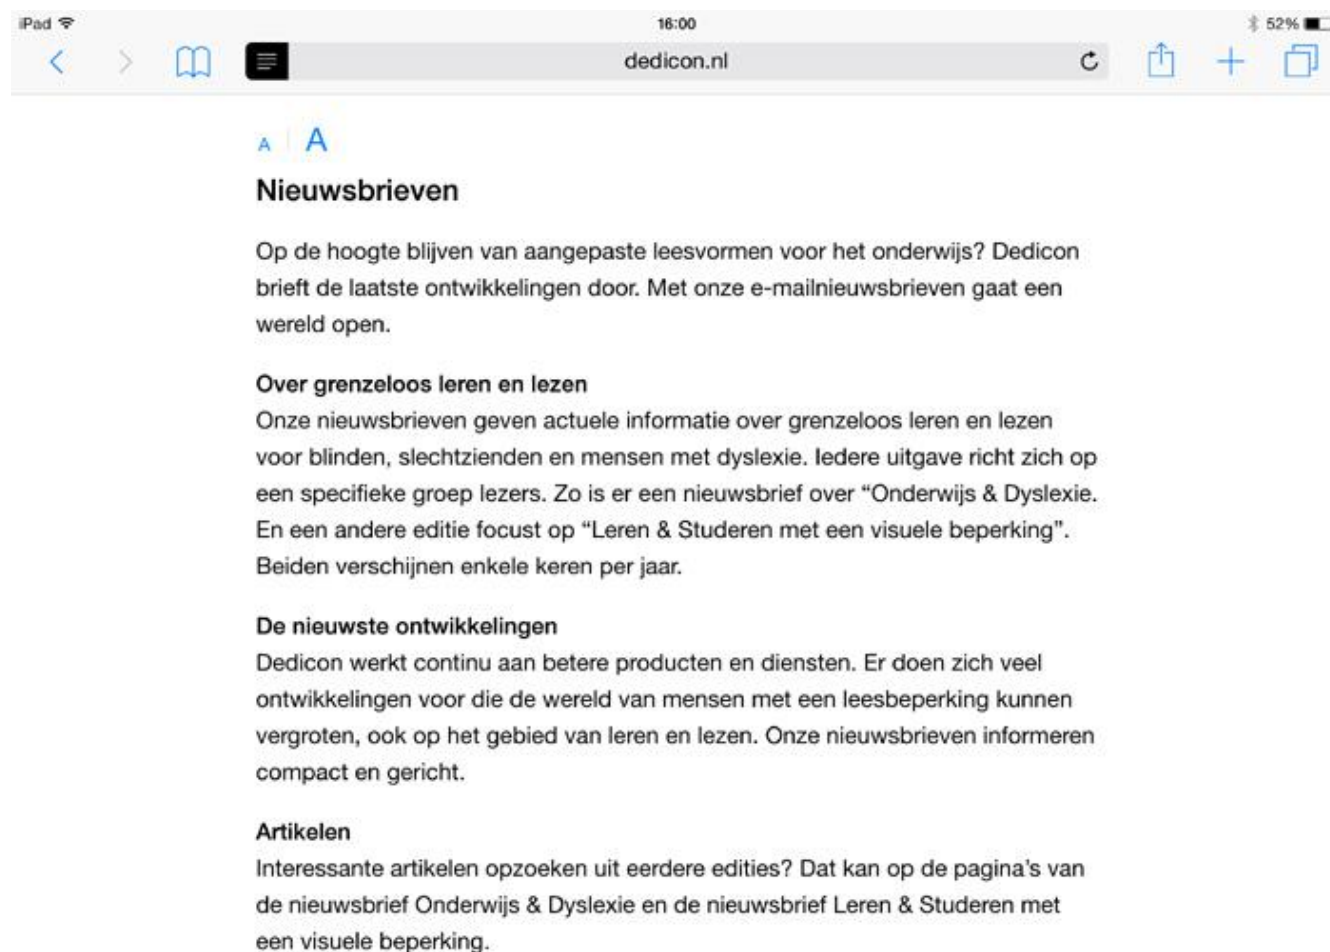 iPad 16:00 52%
dedicon.nl
A A
Nieuwsbrieven
Op de hoogte blijven van aangepaste leesvormen voor het onderwijs? Dedicon
brieft de laatste ontwikkelingen door. Met onze e-mailnieuwsbrieven gaat een
wereld open.
Over grenzeloos leren en lezen
Onze nieuwsbrieven geven actuele informatie over grenzeloos leren en lezen
voor blinden, slechtzienden en mensen met dyslexie. Iedere uitgave richt zich op
een specifieke groep lezers. Zo is er een nieuwsbrief over “Onderwijs & Dyslexie.
En een andere editie focust op “Leren & Studeren met een visuele beperking”.
Beiden verschijnen enkele keren per jaar.
De nieuwste ontwikkelingen
Dedicon werkt continu aan betere producten en diensten. Er doen zich veel
ontwikkelingen voor die de wereld van mensen met een leesbeperking kunnen
vergroten, ook op het gebied van leren en lezen. Onze nieuwsbrieven informeren
compact en gericht.
Artikelen
Interessante artikelen opzoeken uit eerdere edities? Dat kan op de pagina’s van
de nieuwsbrief Onderwijs & Dyslexie en de nieuwsbrief Leren & Studeren met
een visuele beperking.